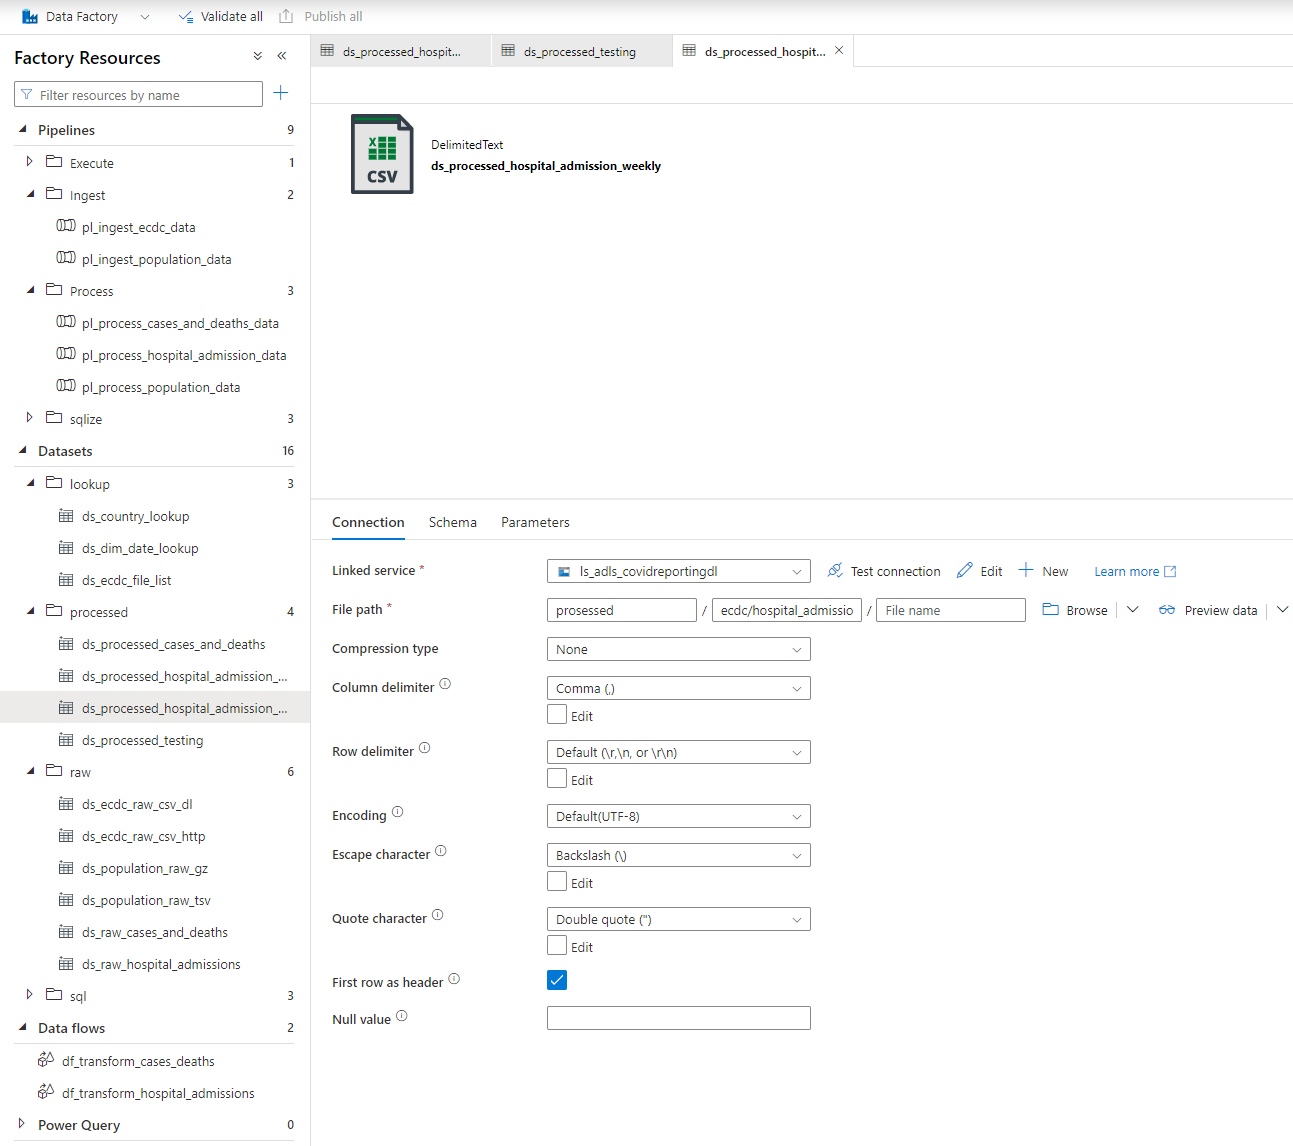 Data Factory
Validate all
Publish all
Factory Resources
Filter resources by name
Pipelines 9
Execute 1
Ingest 2
pl_ingest_ecdc_data
pl_ingest_population_data
Process 3
pl_process_cases_and_deaths_data
pl_process_hospital_admission_data
pl_process_population_data
sqlize 3
Datasets 16
lookup 3
ds_country_lookup
ds_dim_date_lookup
ds_ecdc_file_list
processed 4
ds_processed_cases_and_deaths
ds_processed_hospital_admission_...
ds_processed_hospital_admission_...
ds_processed_testing
raw 6
ds_ecdc_raw_csv_dl
ds_ecdc_raw_csv_http
ds_population_raw_gz
ds_population_raw_tsv
ds_raw_cases_and_deaths
ds_raw_hospital_admissions
sql 3
Data flows 2
df_transform_cases_deaths
df_transform_hospital_admissions
Power Query 0
ds_processed_hospit...
ds_processed_testing
ds_processed_hospit...
X
CSV
DelimitedText
ds_processed_hospital_admission_weekly
Connection
Schema
Parameters
Linked service * ls_adls_covidreportingdl Test connection Edit New Learn more
File path * prosessed / ecdc/hospital_admissio / File name Browse Preview data
Compression type None
Column delimiter Comma (,)
Edit
Row delimiter Default (\r,\n, or \r\n)
Edit
Encoding Default(UTF-8)
Escape character Backslash (\)
Edit
Quote character Double quote (")
Edit
First row as header
Null value